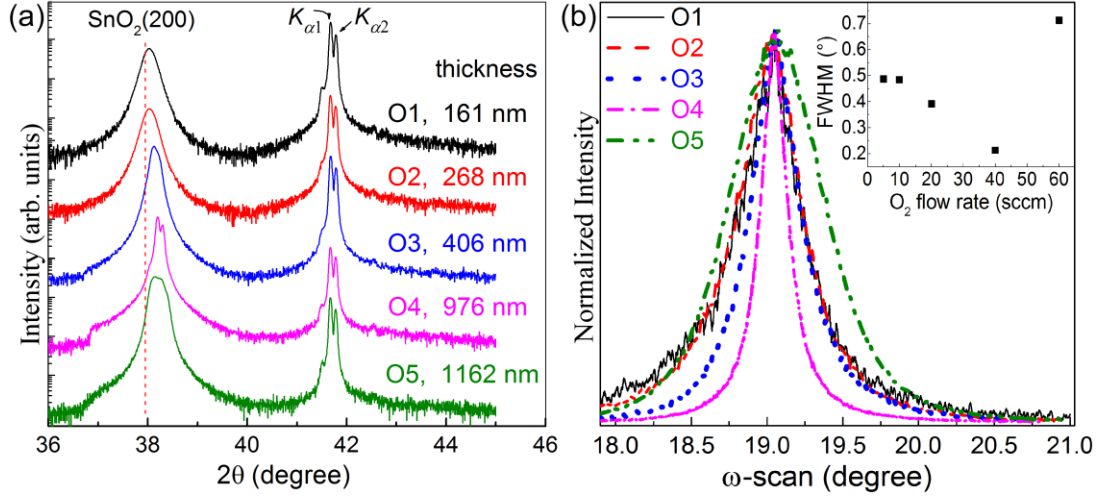 (a)
SnO₂(200)
Kα1
Kα2
thickness
O1, 161 nm
O2, 268 nm
O3, 406 nm
O4, 976 nm
O5, 1162 nm
Intensity (arb. units)
36 38 40 42 44 46
2θ (degree)
(b)
O1
O2
O3
O4
O5
0.7
0.6
0.5
0.4
0.3
0.2
FWHM (°)
0 10 20 30 40 50 60
O₂ flow rate (sccm)
Normalized Intensity
18.0 18.5 19.0 19.5 20.0 20.5 21.0
ω-scan (degree)